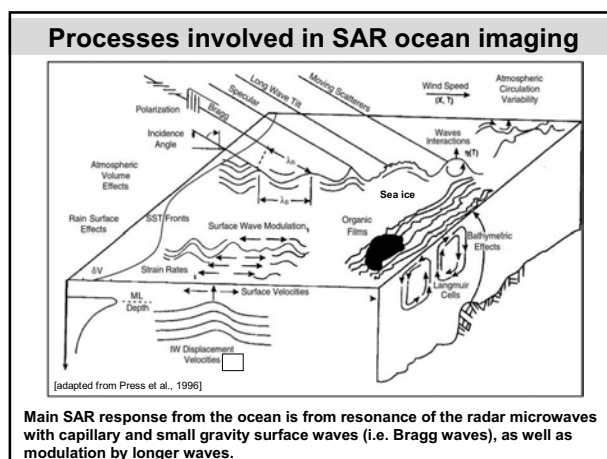 Processes involved in SAR ocean imaging
Polarization
Bragg
Specular
Long Wave Tilt
Moving Scatterers
Wind Speed
(X, T)
Atmospheric
Circulation
Variability
Incidence
Angle
Waves
Interactions
η(T)
Atmospheric
Volume
Effects
λR
λB
Sea ice
Rain Surface
Effects
SST Fronts
Surface Wave Modulation
Organic
Films
Bathymetric
Effects
Strain Rates
δV
Surface Velocities
Langmuir
Cells
ML
Depth
IW Displacement
Velocities
[adapted from Press et al., 1996]
Main SAR response from the ocean is from resonance of the radar microwaves
with capillary and small gravity surface waves (i.e. Bragg waves), as well as
modulation by longer waves.